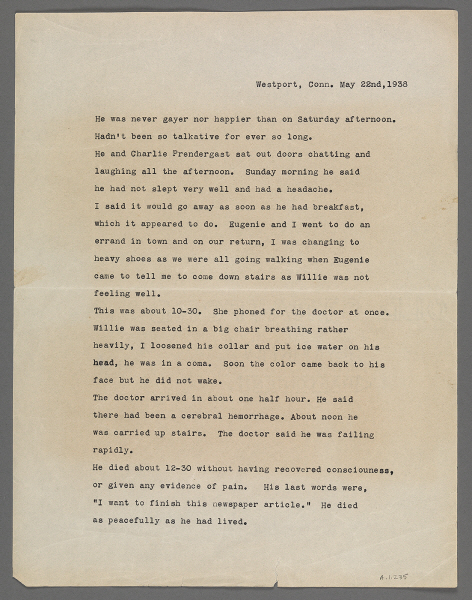 Westport, Conn. May 22nd,1938
He was never gayer nor happier than on Saturday afternoon.
Hadn't been so talkative for ever so long.
He and Charlie Prendergast sat out doors chatting and
laughing all the afternoon.  Sunday morning he said
he had not slept very well and had a headache.
I said it would go away as soon as he had breakfast,
which it appeared to do.  Eugenie and I went to do an
errand in town and on our return, I was changing to
heavy shoes as we were all going walking when Eugenie
came to tell me to come down stairs as Willie was not
feeling well.
This was about 10-30.  She phoned for the doctor at once.
Willie was seated in a big chair breathing rather
heavily, I loosened his collar and put ice water on his
head, he was in a coma.  Soon the color came back to his
face but he did not wake.
The doctor arrived in about one half hour. He said
there had been a cerebral hemorrhage. About noon he
was carried up stairs.  The doctor said he was failing
rapidly.
He died about 12-30 without having recovered consciouness,
or given any evidence of pain.   His last words were,
"I want to finish this newspaper article."  He died
as peacefully as he had lived.
A.1.235